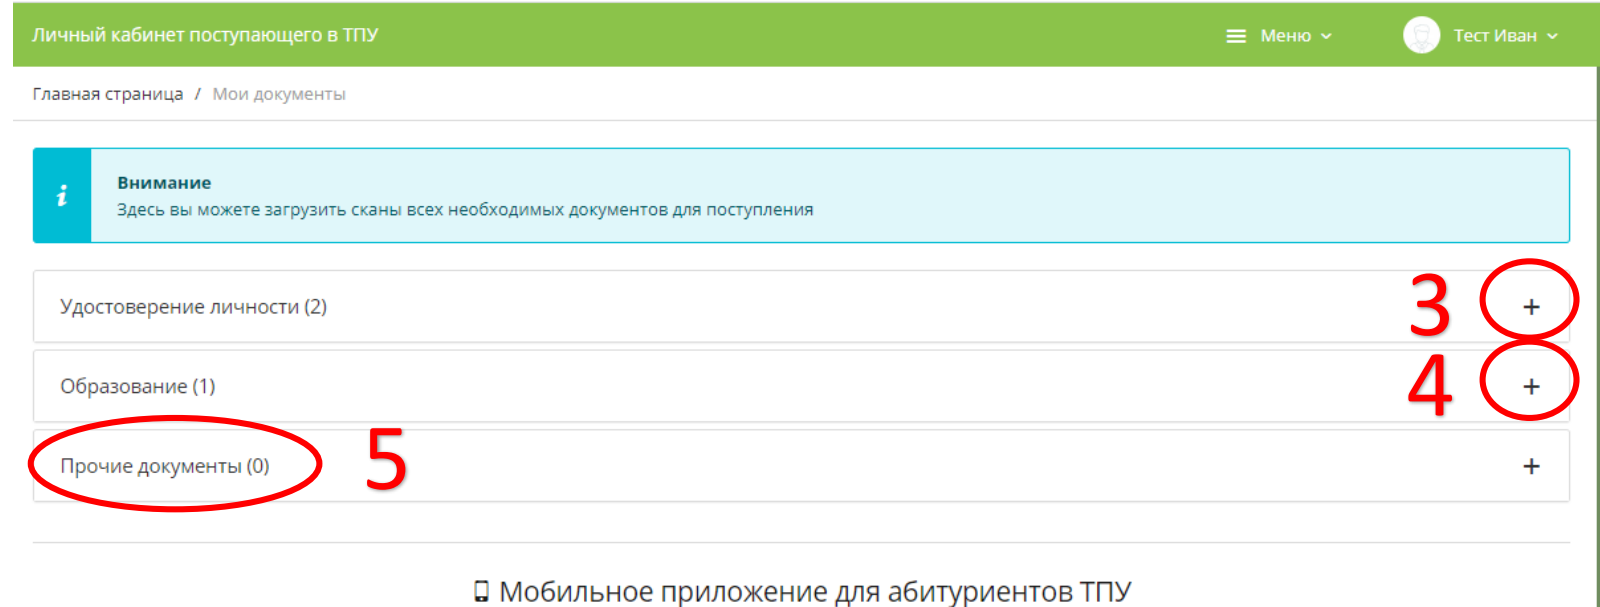 Личный кабинет поступающего в ТПУ Меню Тест Иван
Главная страница / Мои документы
i
Внимание
Здесь вы можете загрузить сканы всех необходимых документов для поступления
Удостоверение личности (2) 3 +
Образование (1) 4 +
Прочие документы (0) 5 +
Мобильное приложение для абитуриентов ТПУ